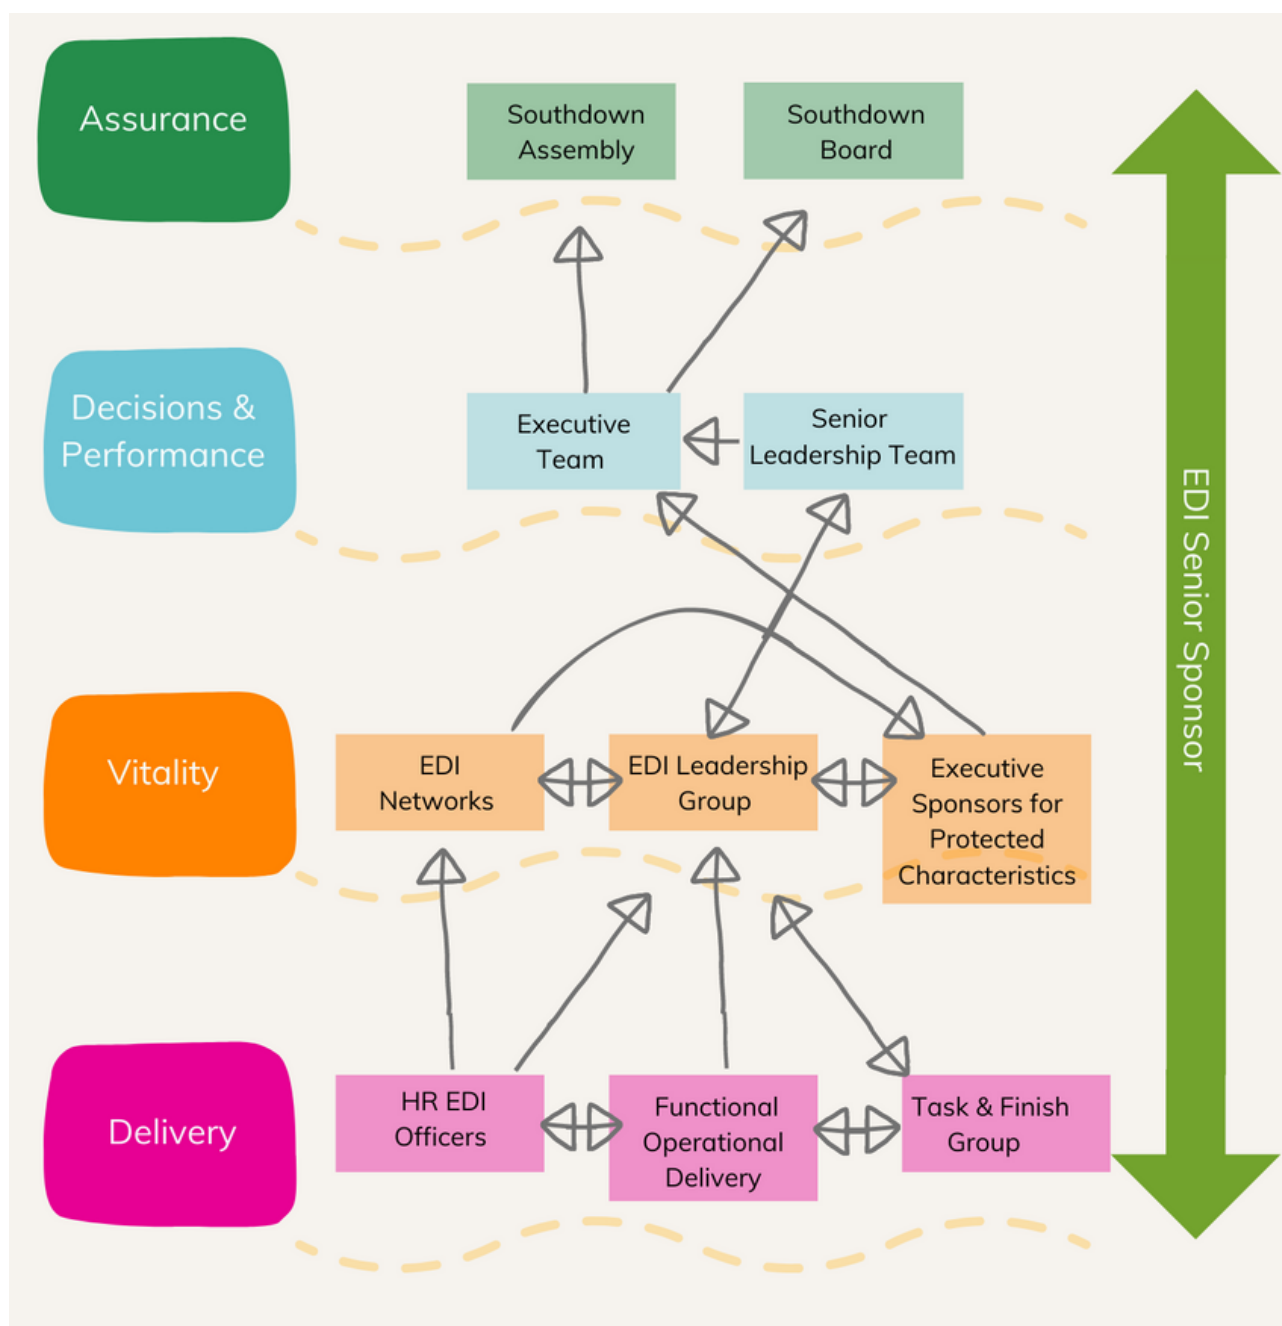 Assurance
Southdown
Assembly
Southdown
Board
Decisions &
Performance
Executive
Team
Senior
Leadership Team
EDI Senior Sponsor
Vitality
EDI
Networks
EDI Leadership
Group
Executive
Sponsors for
Protected
Characteristics
Delivery
HR EDI
Officers
Functional
Operational
Delivery
Task & Finish
Group